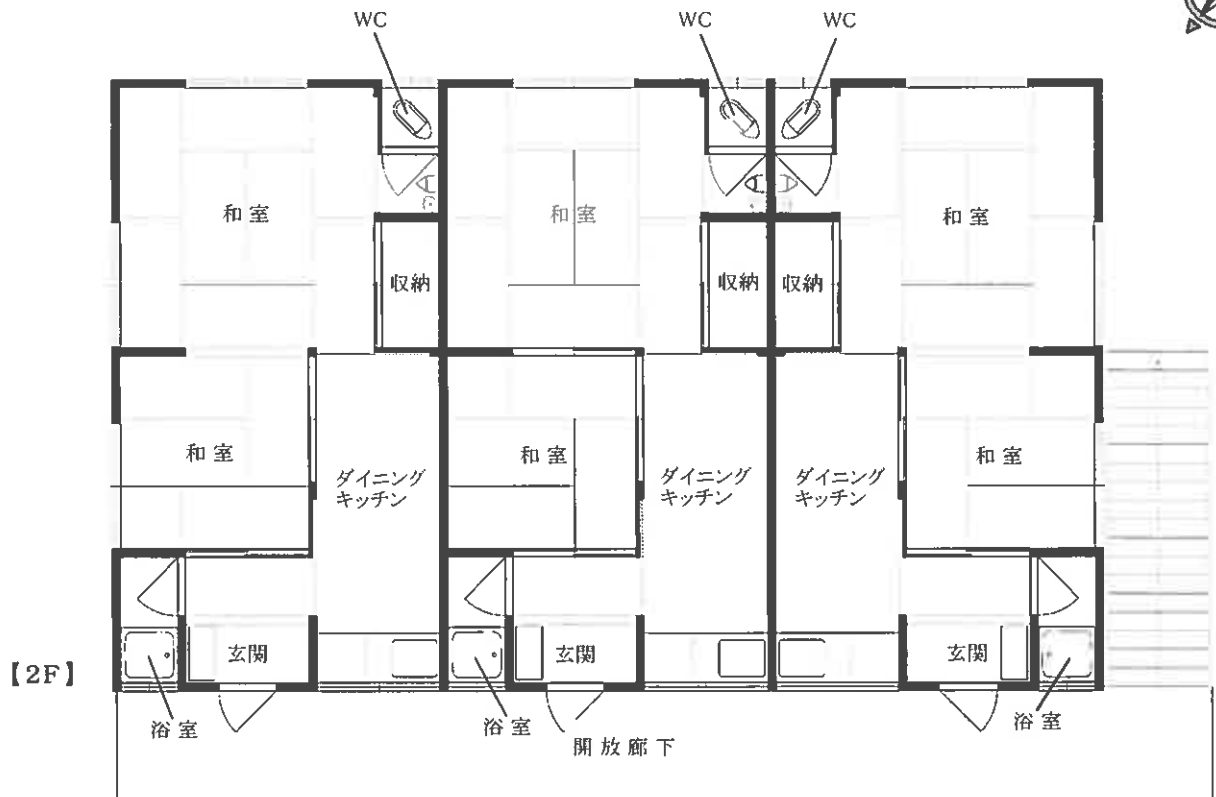 WC
WC
WC
和室
和室
和室
収納
収納
収納
和室
和室
和室
ダイニング
キッチン
ダイニング
キッチン
ダイニング
キッチン
玄関
玄関
玄関
【2F】
浴室
浴室
浴室
開放廊下